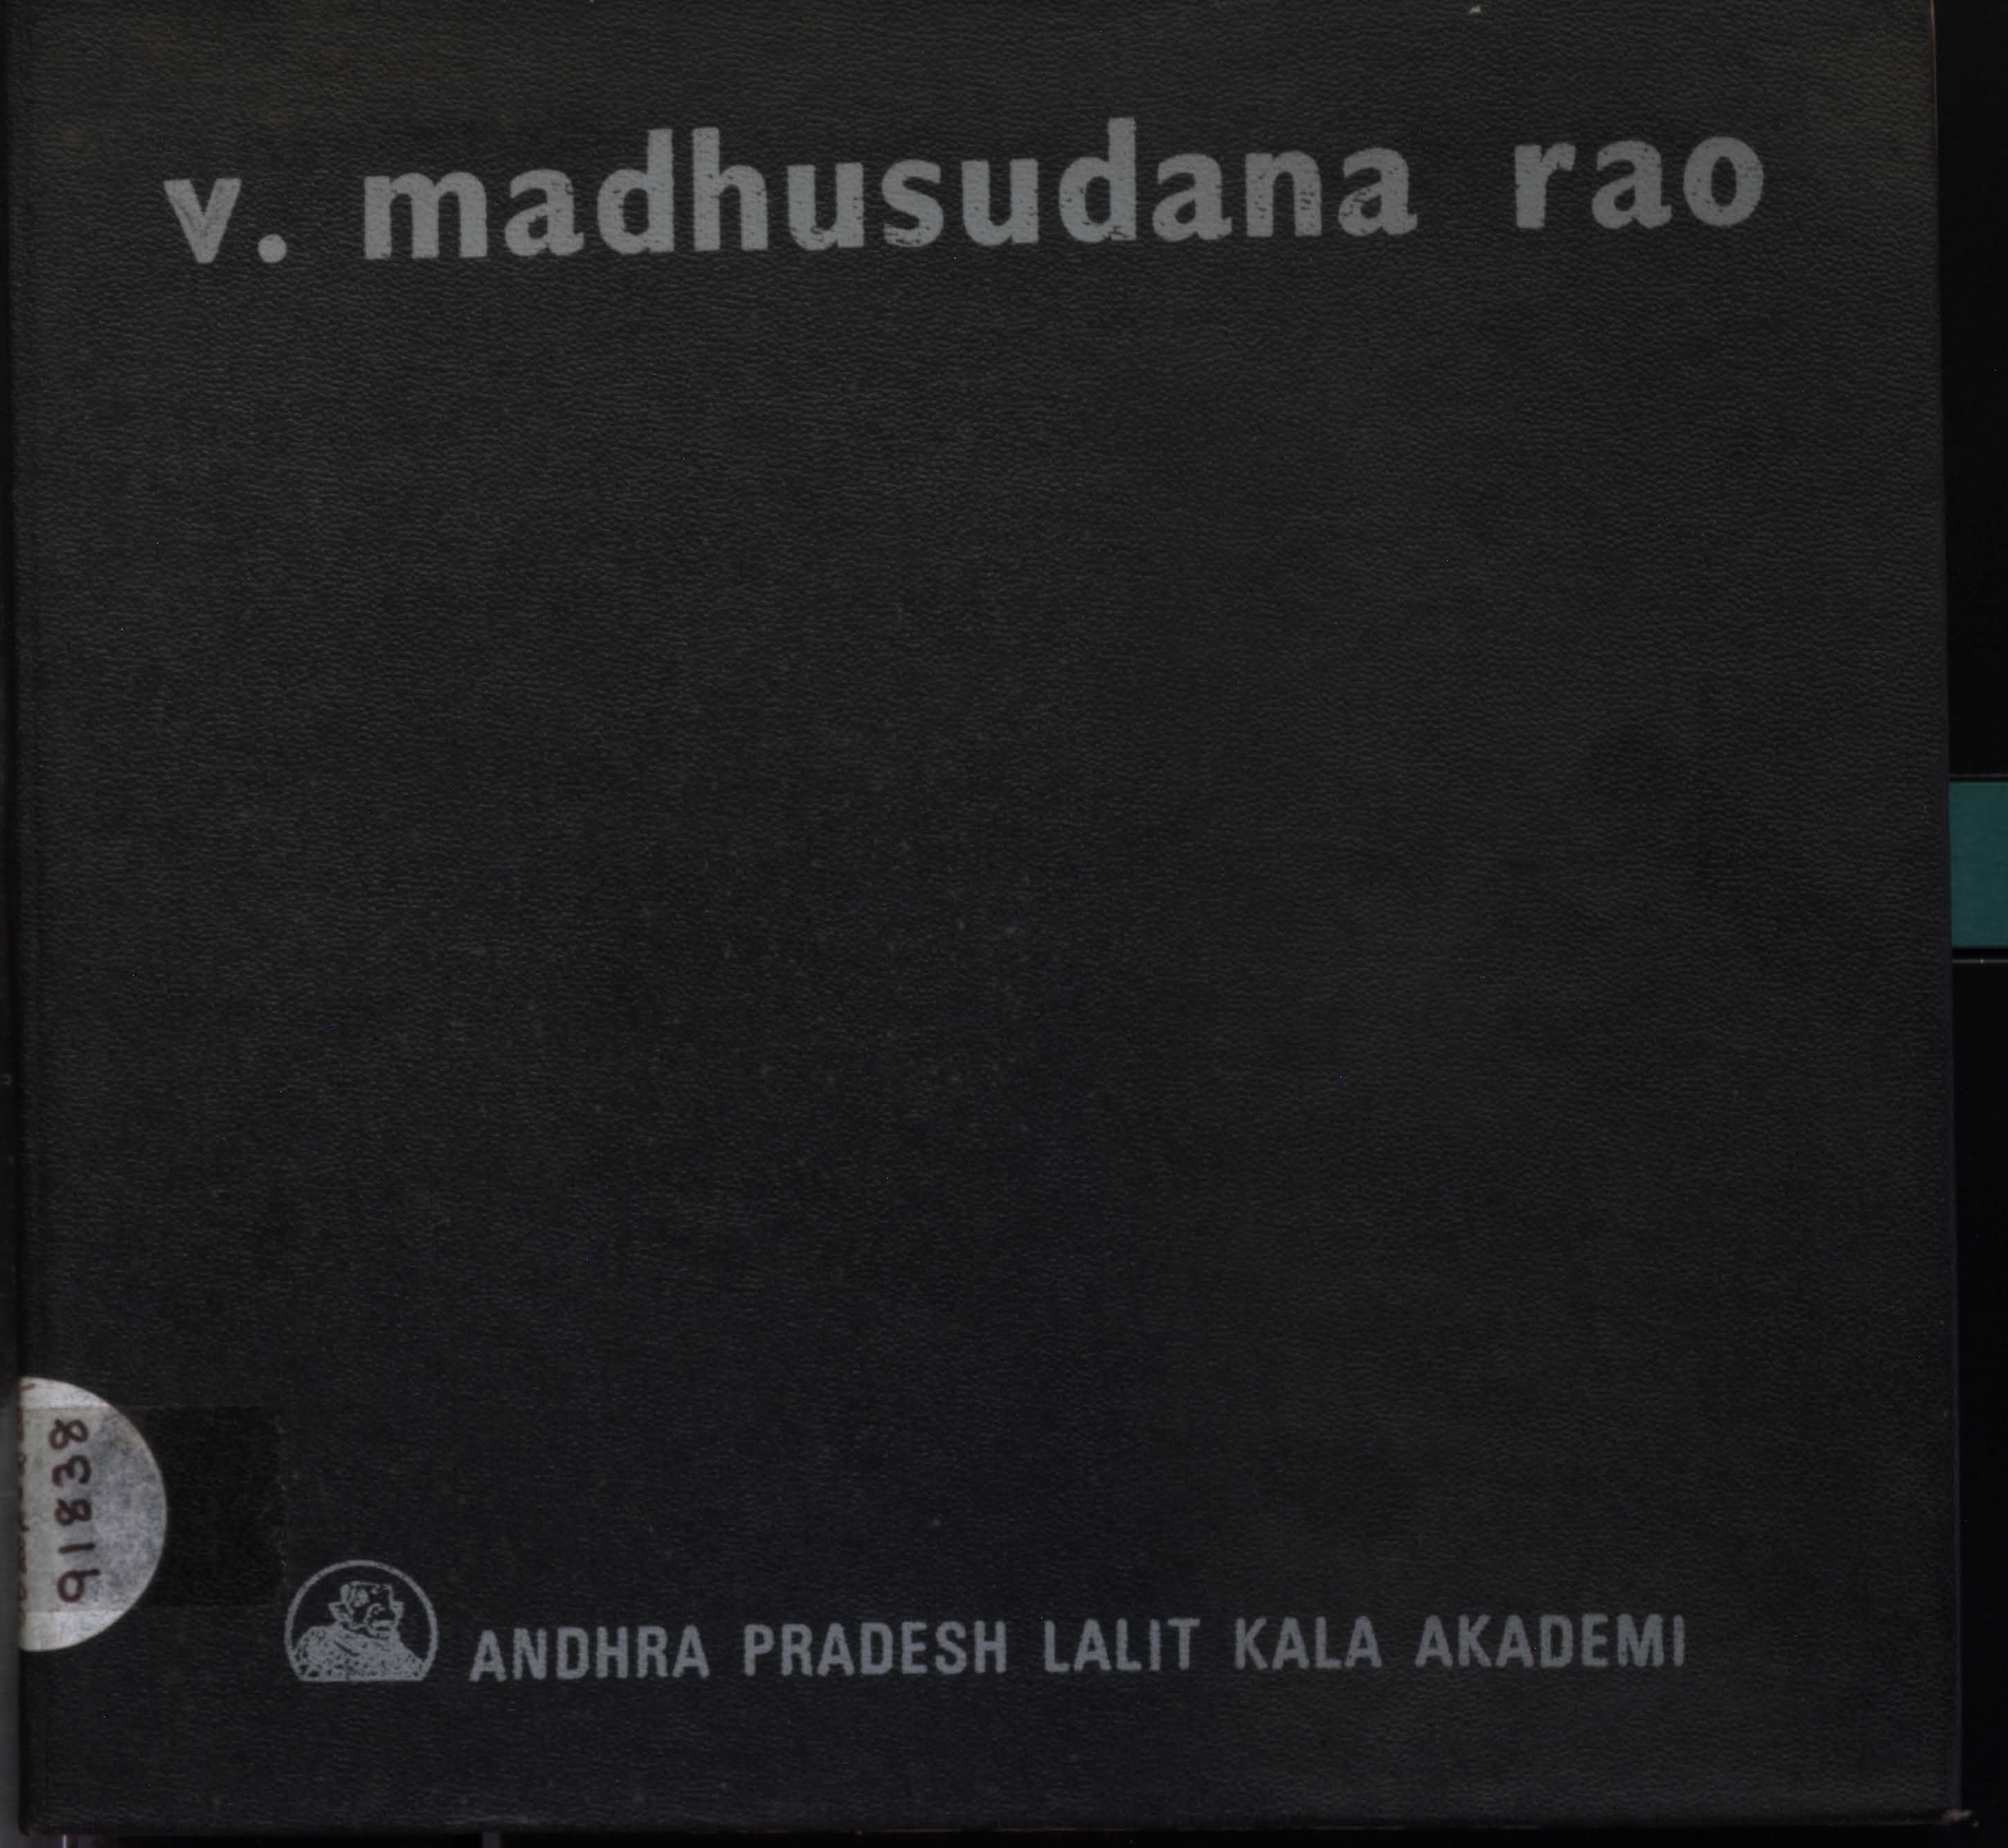 v. madhusudana rao
91838
ANDHRA PRADESH LALIT KALA AKADEMI